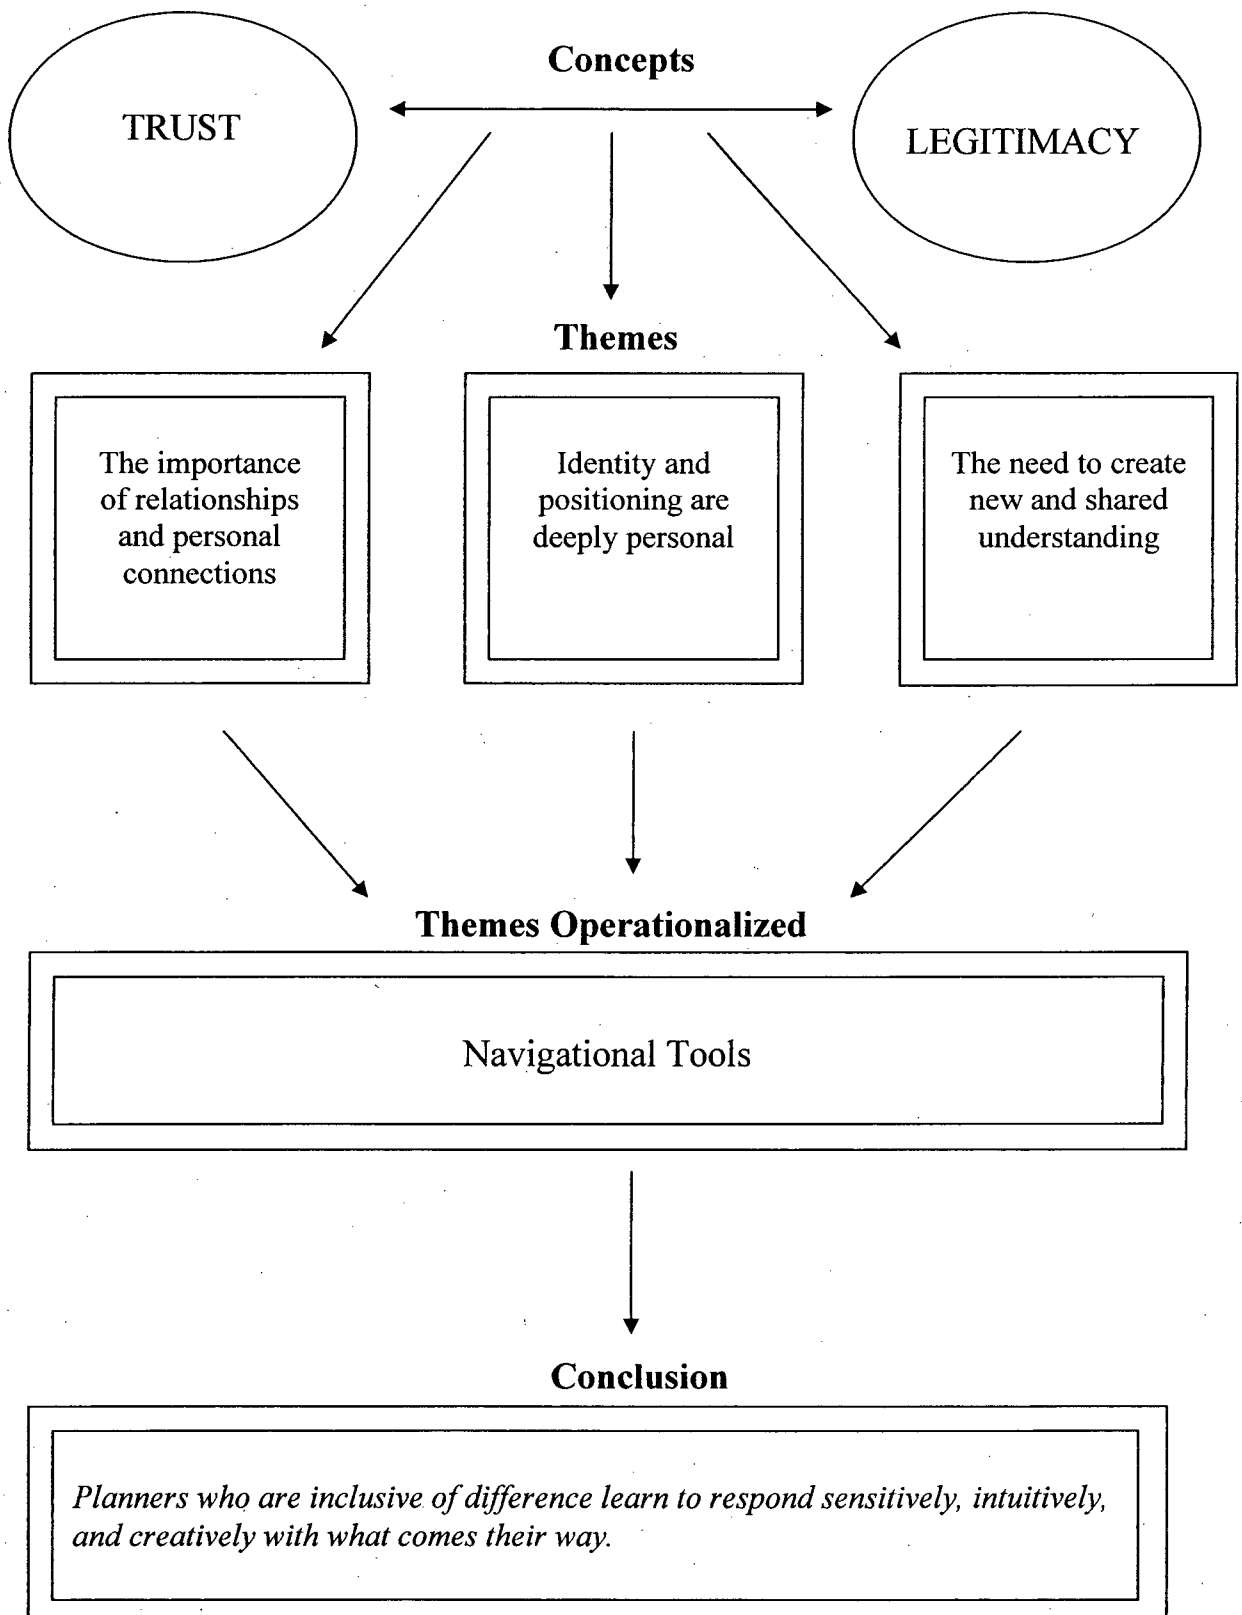 Concepts
TRUST
LEGITIMACY
Themes
The importance
of relationships
and personal
connections
Identity and
positioning are
deeply personal
The need to create
new and shared
understanding
Themes Operationalized
Navigational Tools
Conclusion
Planners who are inclusive of difference learn to respond sensitively, intuitively,
and creatively with what comes their way.